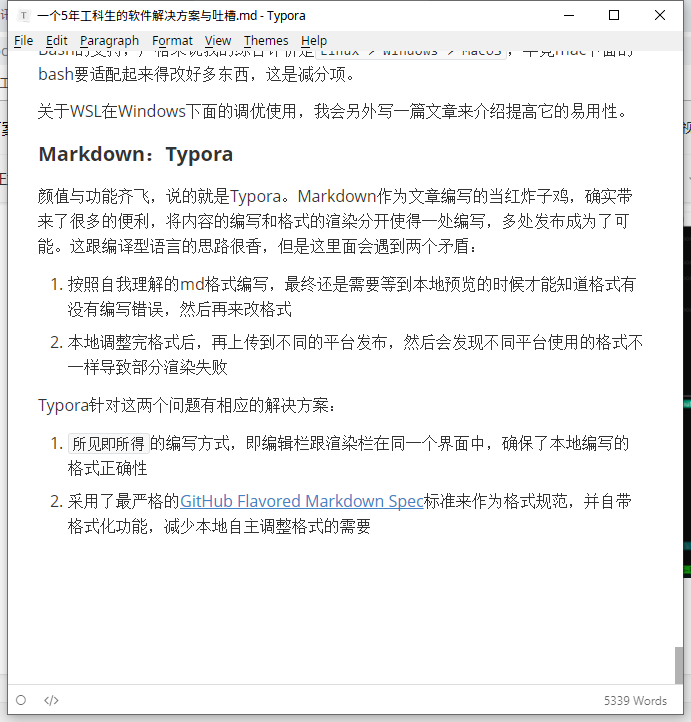 一个5年工科生的软件解决方案与吐槽.md - Typora
File Edit Paragraph Format View Themes Help
bash要适配起来得改好多东西，这是减分项。
关于WSL在Windows下面的调优使用，我会另外写一篇文章来介绍提高它的易用性。
Markdown：Typora
颜值与功能齐飞，说的就是Typora。Markdown作为文章编写的当红炸子鸡，确实带
来了很多的便利，将内容的编写和格式的渲染分开使得一处编写，多处发布成为了可
能。这跟编译型语言的思路很香，但是这里面会遇到两个矛盾：
1. 按照自我理解的md格式编写，最终还是需要等到本地预览的时候才能知道格式有
没有编写错误，然后再来改格式
2. 本地调整完格式后，再上传到不同的平台发布，然后会发现不同平台使用的格式不
一样导致部分渲染失败
Typora针对这两个问题有相应的解决方案：
1. 所见即所得的编写方式，即编辑栏跟渲染栏在同一个界面中，确保了本地编写的
格式正确性
2. 采用了最严格的GitHub Flavored Markdown Spec标准来作为格式规范，并自带
格式化功能，减少本地自主调整格式的需要
5339 Words